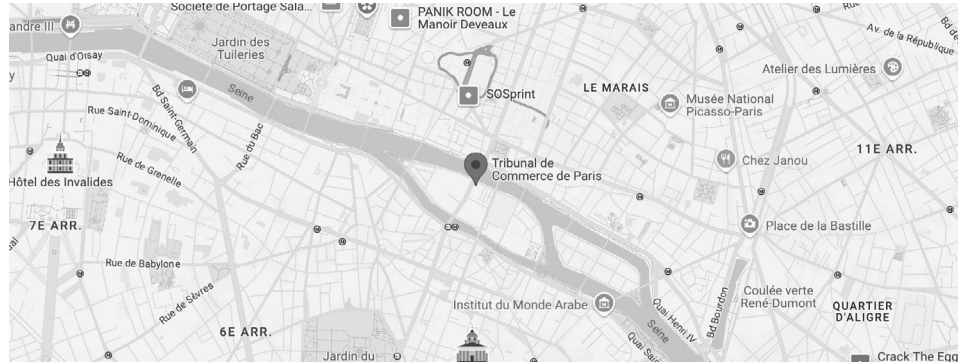 Société de Portage Sala...
PANIK ROOM - Le
Manoir Deveaux
andre III
Jardin des
Tuileries
Quai d'Orsay
Av. de la République
Atelier des Lumières
Seine
SOSprint
LE MARAIS
Musée National
Picasso-Paris
Bd Saint-Germain
Rue Saint-Dominique
Rue du Bac
11E ARR.
Rue de Grenelle
Tribunal de
Commerce de Paris
Chez Janou
Hôtel des Invalides
7E ARR.
Place de la Bastille
Rue de Babylone
Rue de Sèvres
Institut du Monde Arabe
Quai Henri IV
Bd Bourdon
Coulée verte
René-Dumont
QUARTIER
D'ALIGRE
Seine
6E ARR.
Jardin du
Quai Sain
Crack The Egg